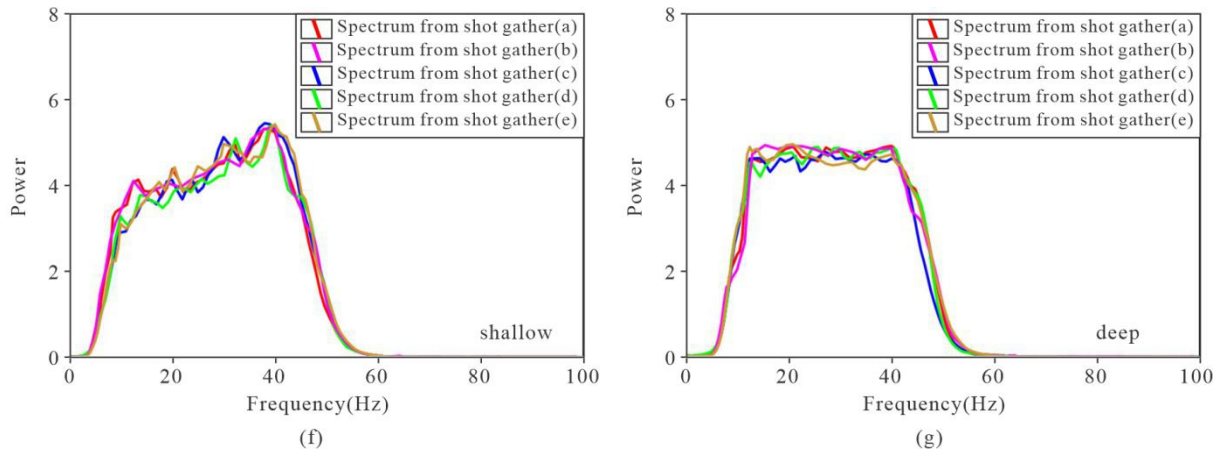 8
6
4
2
0
Power
Spectrum from shot gather(a)
Spectrum from shot gather(b)
Spectrum from shot gather(c)
Spectrum from shot gather(d)
Spectrum from shot gather(e)
shallow
0 20 40 60 80 100
Frequency(Hz)
(f)
8
6
4
2
0
Power
Spectrum from shot gather(a)
Spectrum from shot gather(b)
Spectrum from shot gather(c)
Spectrum from shot gather(d)
Spectrum from shot gather(e)
deep
0 20 40 60 80 100
Frequency(Hz)
(g)